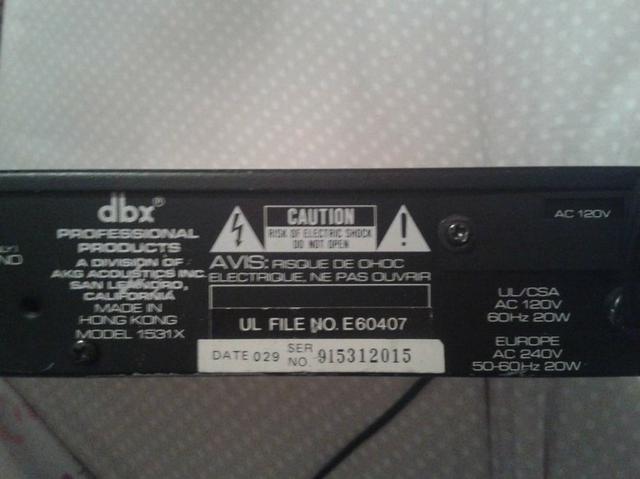 dbx®
PROFESSIONAL
PRODUCTS
A DIVISION OF
AKG ACOUSTICS INC.
SAN LEANDRO,
CALIFORNIA
MADE IN
HONG KONG
MODEL 1531X
CAUTION
RISK OF ELECTRIC SHOCK
DO NOT OPEN
AVIS: RISQUE DE CHOC
ELECTRIQUE, NE PAS OUVRIR
UL FILE NO. E60407
DATE 029 SER NO. 915312015
AC 120V
UL/CSA
AC 120V
60Hz 20W
EUROPE
AC 240V
50-60Hz 20W